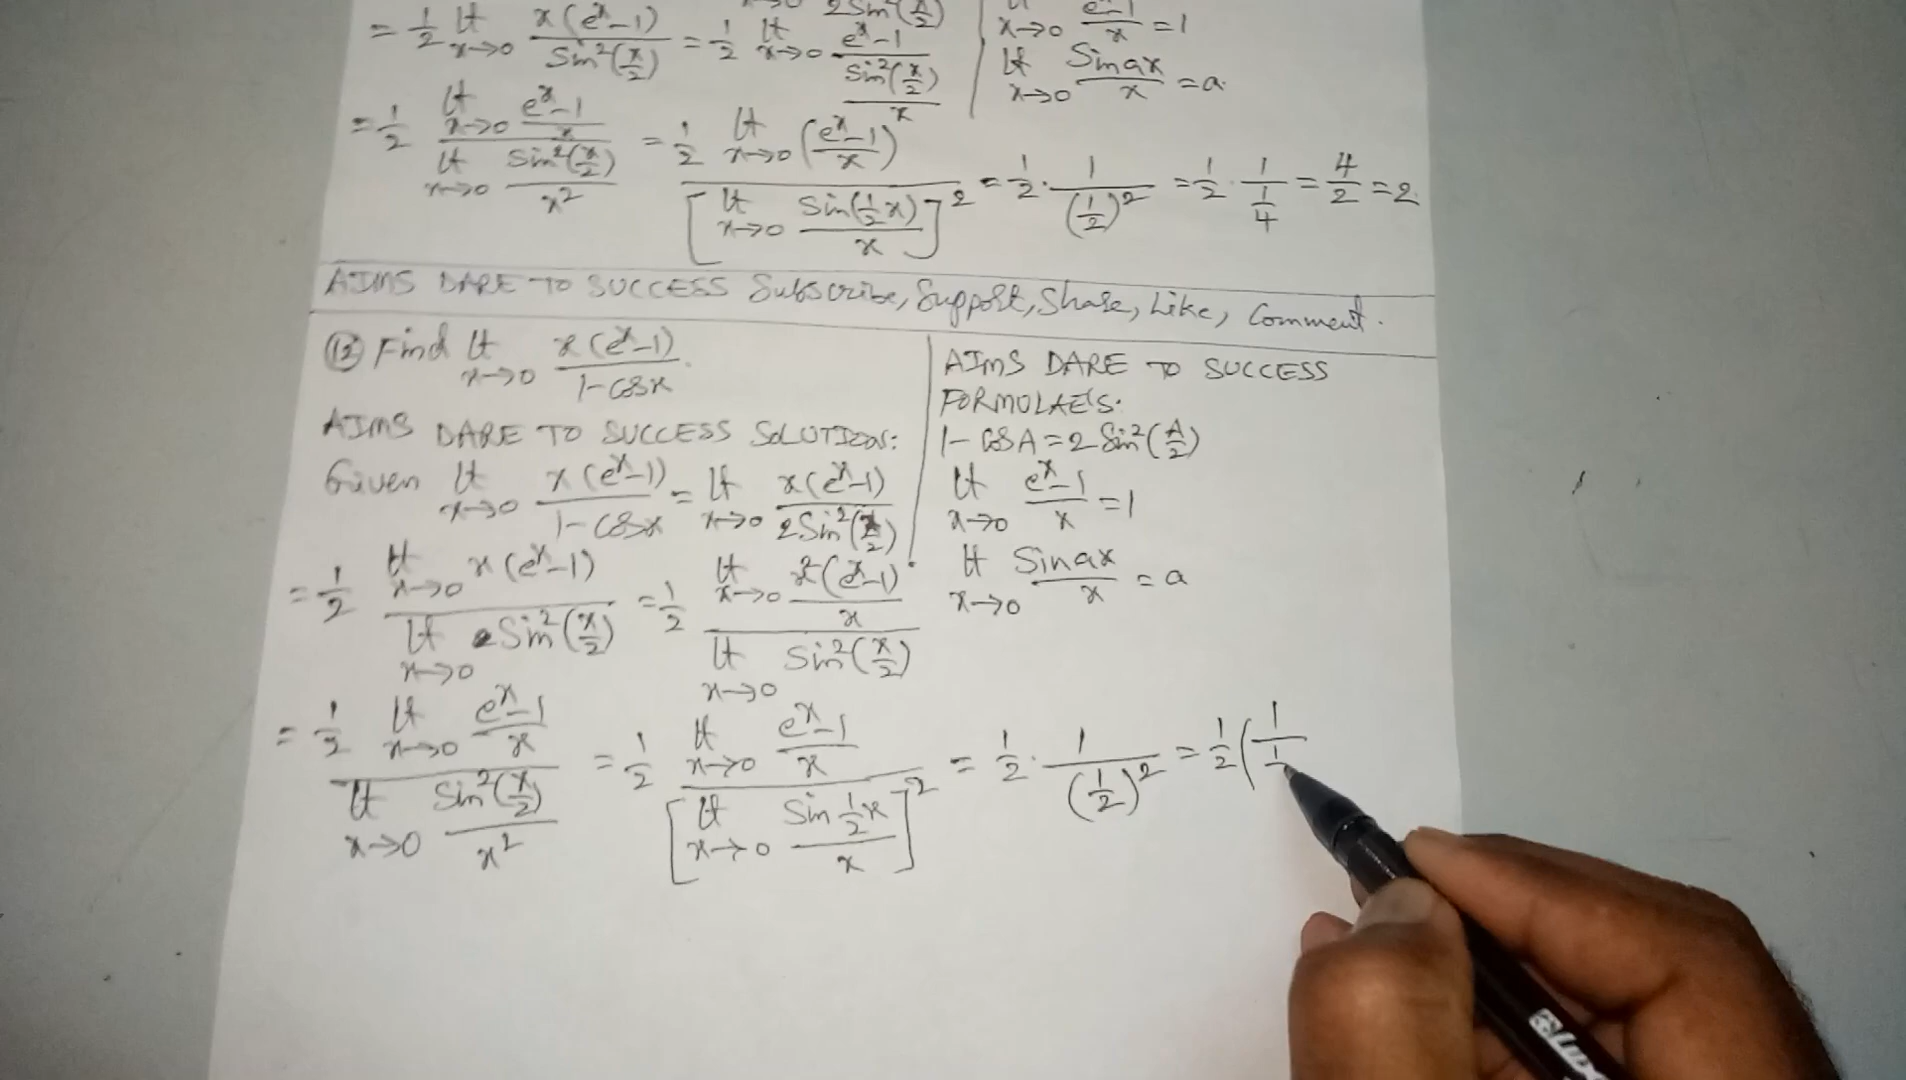 = 1/2 lt x→0 x(e^x-1)/Sin²(x/2) = 1/2 lt x→0 e^x-1/(Sin²(x/2)/x)
x→0 e^x-1/x = 1
lt x→0 Sin ax/x = a.
= 1/2 (lt x→0 (e^x-1)/x)/(lt x→0 Sin²(x/2)/x²) = 1/2 lt x→0 ((e^x-1)/x)/[lt x→0 Sin(1/2 x)/x]² = 1/2 · 1/(1/2)² = 1/2 · 1/(1/4) = 4/2 = 2.
AIMS DARE TO SUCCESS Subscribe, Support, Share, Like, Comment.
12 Find lt x→0 x(e^x-1)/(1-cosx).
AIMS DARE TO SUCCESS SOLUTION:
Given lt x→0 x(e^x-1)/(1-cosx) = lt x→0 x(e^x-1)/(2Sin²(x/2))
= 1/2 (lt x→0 x(e^x-1))/(lt x→0 Sin²(x/2)) = 1/2 (lt x→0 x²(e^x-1)/x)/(lt x→0 Sin²(x/2))
= 1/2 (lt x→0 (e^x-1)/x)/(lt x→0 Sin²(x/2)/x²) = 1/2 (lt x→0 (e^x-1)/x)/[lt x→0 Sin 1/2 x/x]² = 1/2 · 1/(1/2)² = 1/2 (1/1
AIMS DARE TO SUCCESS
FORMULAE'S.
1-cosA = 2 Sin²(A/2)
lt x→0 (e^x-1)/x = 1
lt x→0 Sin ax/x = a